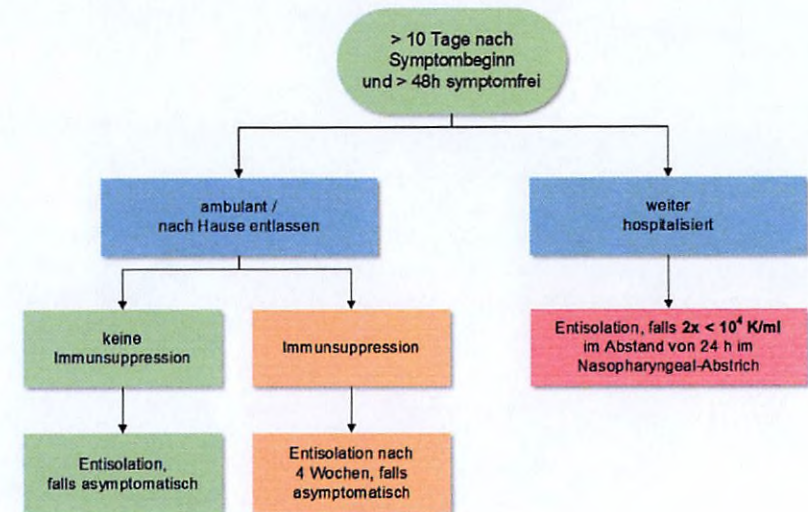 > 10 Tage nach
Symptombeginn
und > 48h symptomfrei
ambulant /
nach Hause entlassen
weiter
hospitalisiert
keine
Immunsuppression
Immunsuppression
Entisolation, falls 2x < 10⁴ K/ml
im Abstand von 24 h im
Nasopharyngeal-Abstrich
Entisolation,
falls asymptomatisch
Entisolation nach
4 Wochen, falls
asymptomatisch